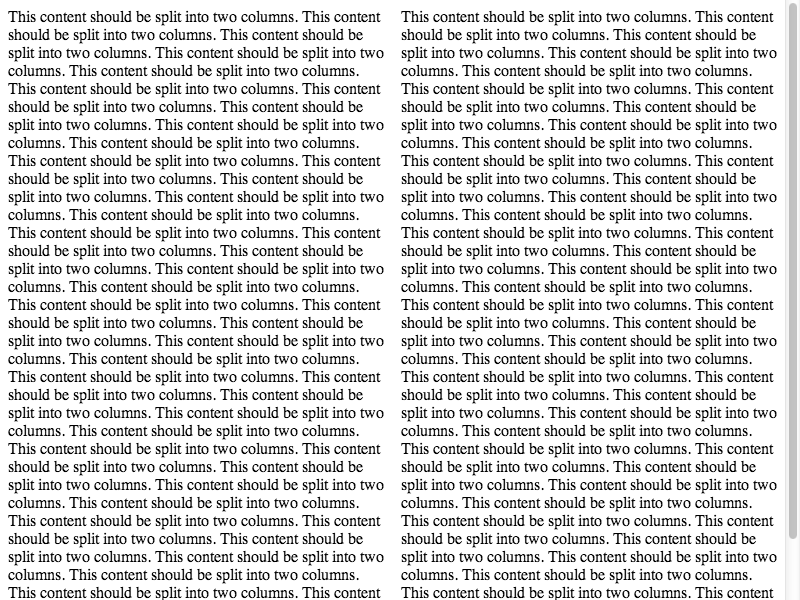 This content should be split into two columns. This content
should be split into two columns. This content should be
split into two columns. This content should be split into two
columns. This content should be split into two columns.
This content should be split into two columns. This content
should be split into two columns. This content should be
split into two columns. This content should be split into two
columns. This content should be split into two columns.
This content should be split into two columns. This content
should be split into two columns. This content should be
split into two columns. This content should be split into two
columns. This content should be split into two columns.
This content should be split into two columns. This content
should be split into two columns. This content should be
split into two columns. This content should be split into two
columns. This content should be split into two columns.
This content should be split into two columns. This content
should be split into two columns. This content should be
split into two columns. This content should be split into two
columns. This content should be split into two columns.
This content should be split into two columns. This content
should be split into two columns. This content should be
split into two columns. This content should be split into two
columns. This content should be split into two columns.
This content should be split into two columns. This content
should be split into two columns. This content should be
split into two columns. This content should be split into two
columns. This content should be split into two columns.
This content should be split into two columns. This content
should be split into two columns. This content should be
split into two columns. This content should be split into two
columns. This content should be split into two columns.
This content should be split into two columns. This content
This content should be split into two columns. This content
should be split into two columns. This content should be
split into two columns. This content should be split into two
columns. This content should be split into two columns.
This content should be split into two columns. This content
should be split into two columns. This content should be
split into two columns. This content should be split into two
columns. This content should be split into two columns.
This content should be split into two columns. This content
should be split into two columns. This content should be
split into two columns. This content should be split into two
columns. This content should be split into two columns.
This content should be split into two columns. This content
should be split into two columns. This content should be
split into two columns. This content should be split into two
columns. This content should be split into two columns.
This content should be split into two columns. This content
should be split into two columns. This content should be
split into two columns. This content should be split into two
columns. This content should be split into two columns.
This content should be split into two columns. This content
should be split into two columns. This content should be
split into two columns. This content should be split into two
columns. This content should be split into two columns.
This content should be split into two columns. This content
should be split into two columns. This content should be
split into two columns. This content should be split into two
columns. This content should be split into two columns.
This content should be split into two columns. This content
should be split into two columns. This content should be
split into two columns. This content should be split into two
columns. This content should be split into two columns.
This content should be split into two columns. This content